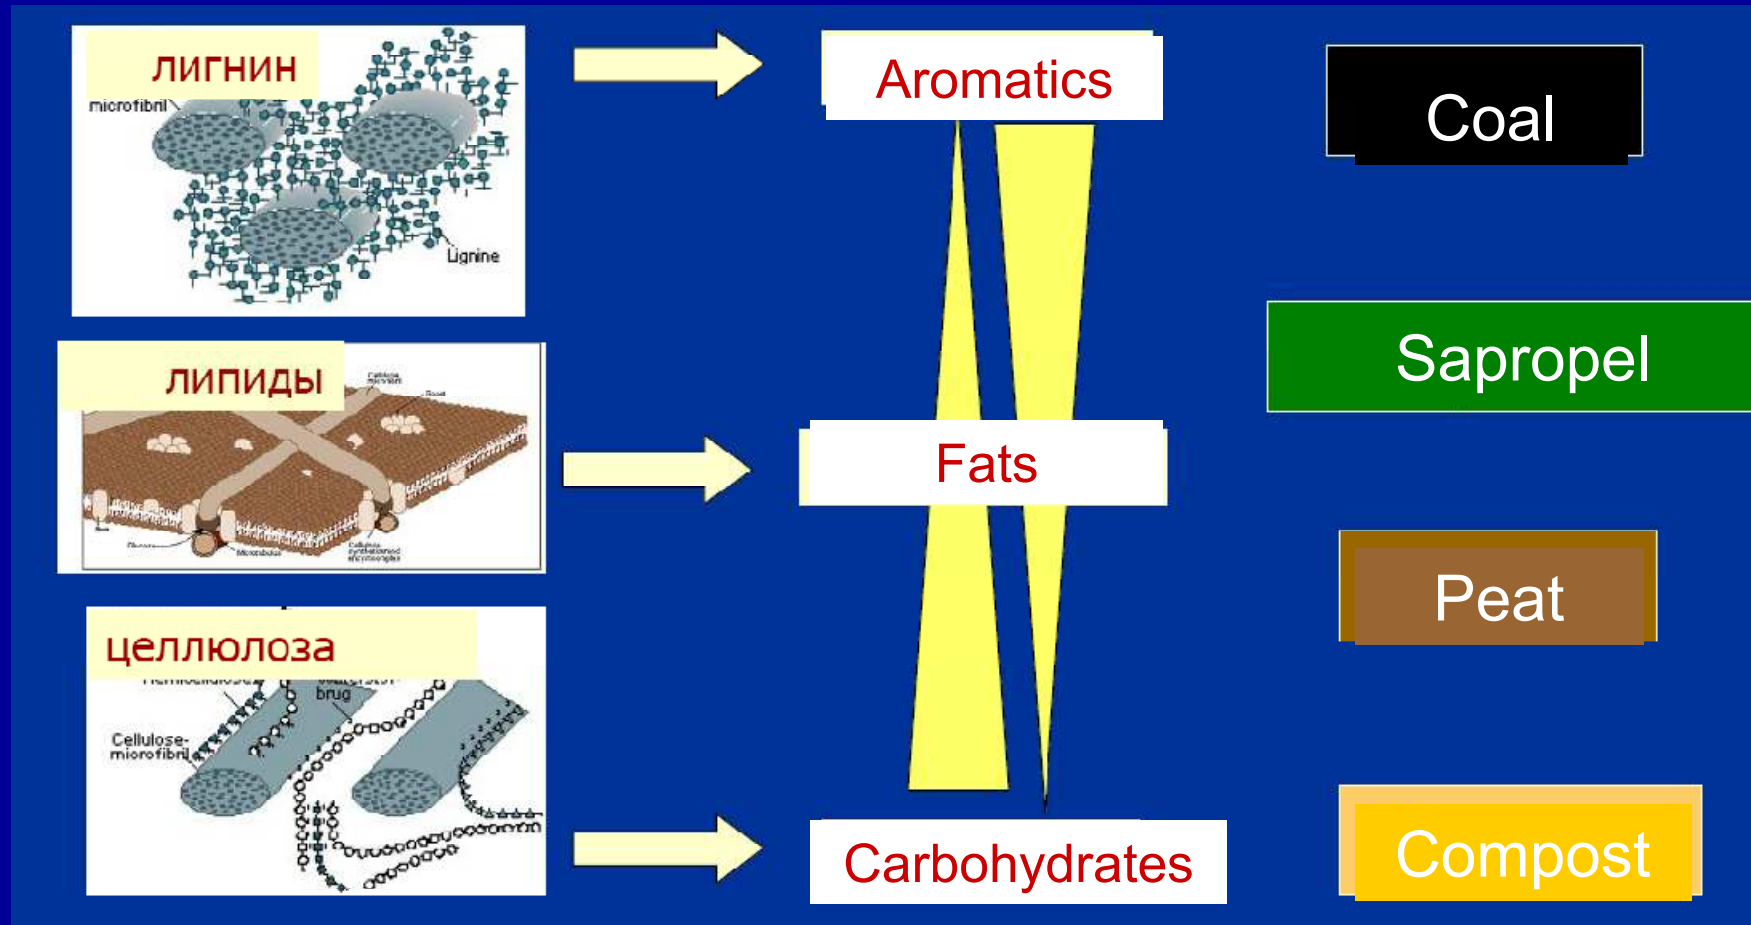 лигнин
microfibril
Lignine
Aromatics
Coal
липиды
Fats
Sapropel
целлюлоза
brug
Cellulose-
microfibril
Carbohydrates
Peat
Compost